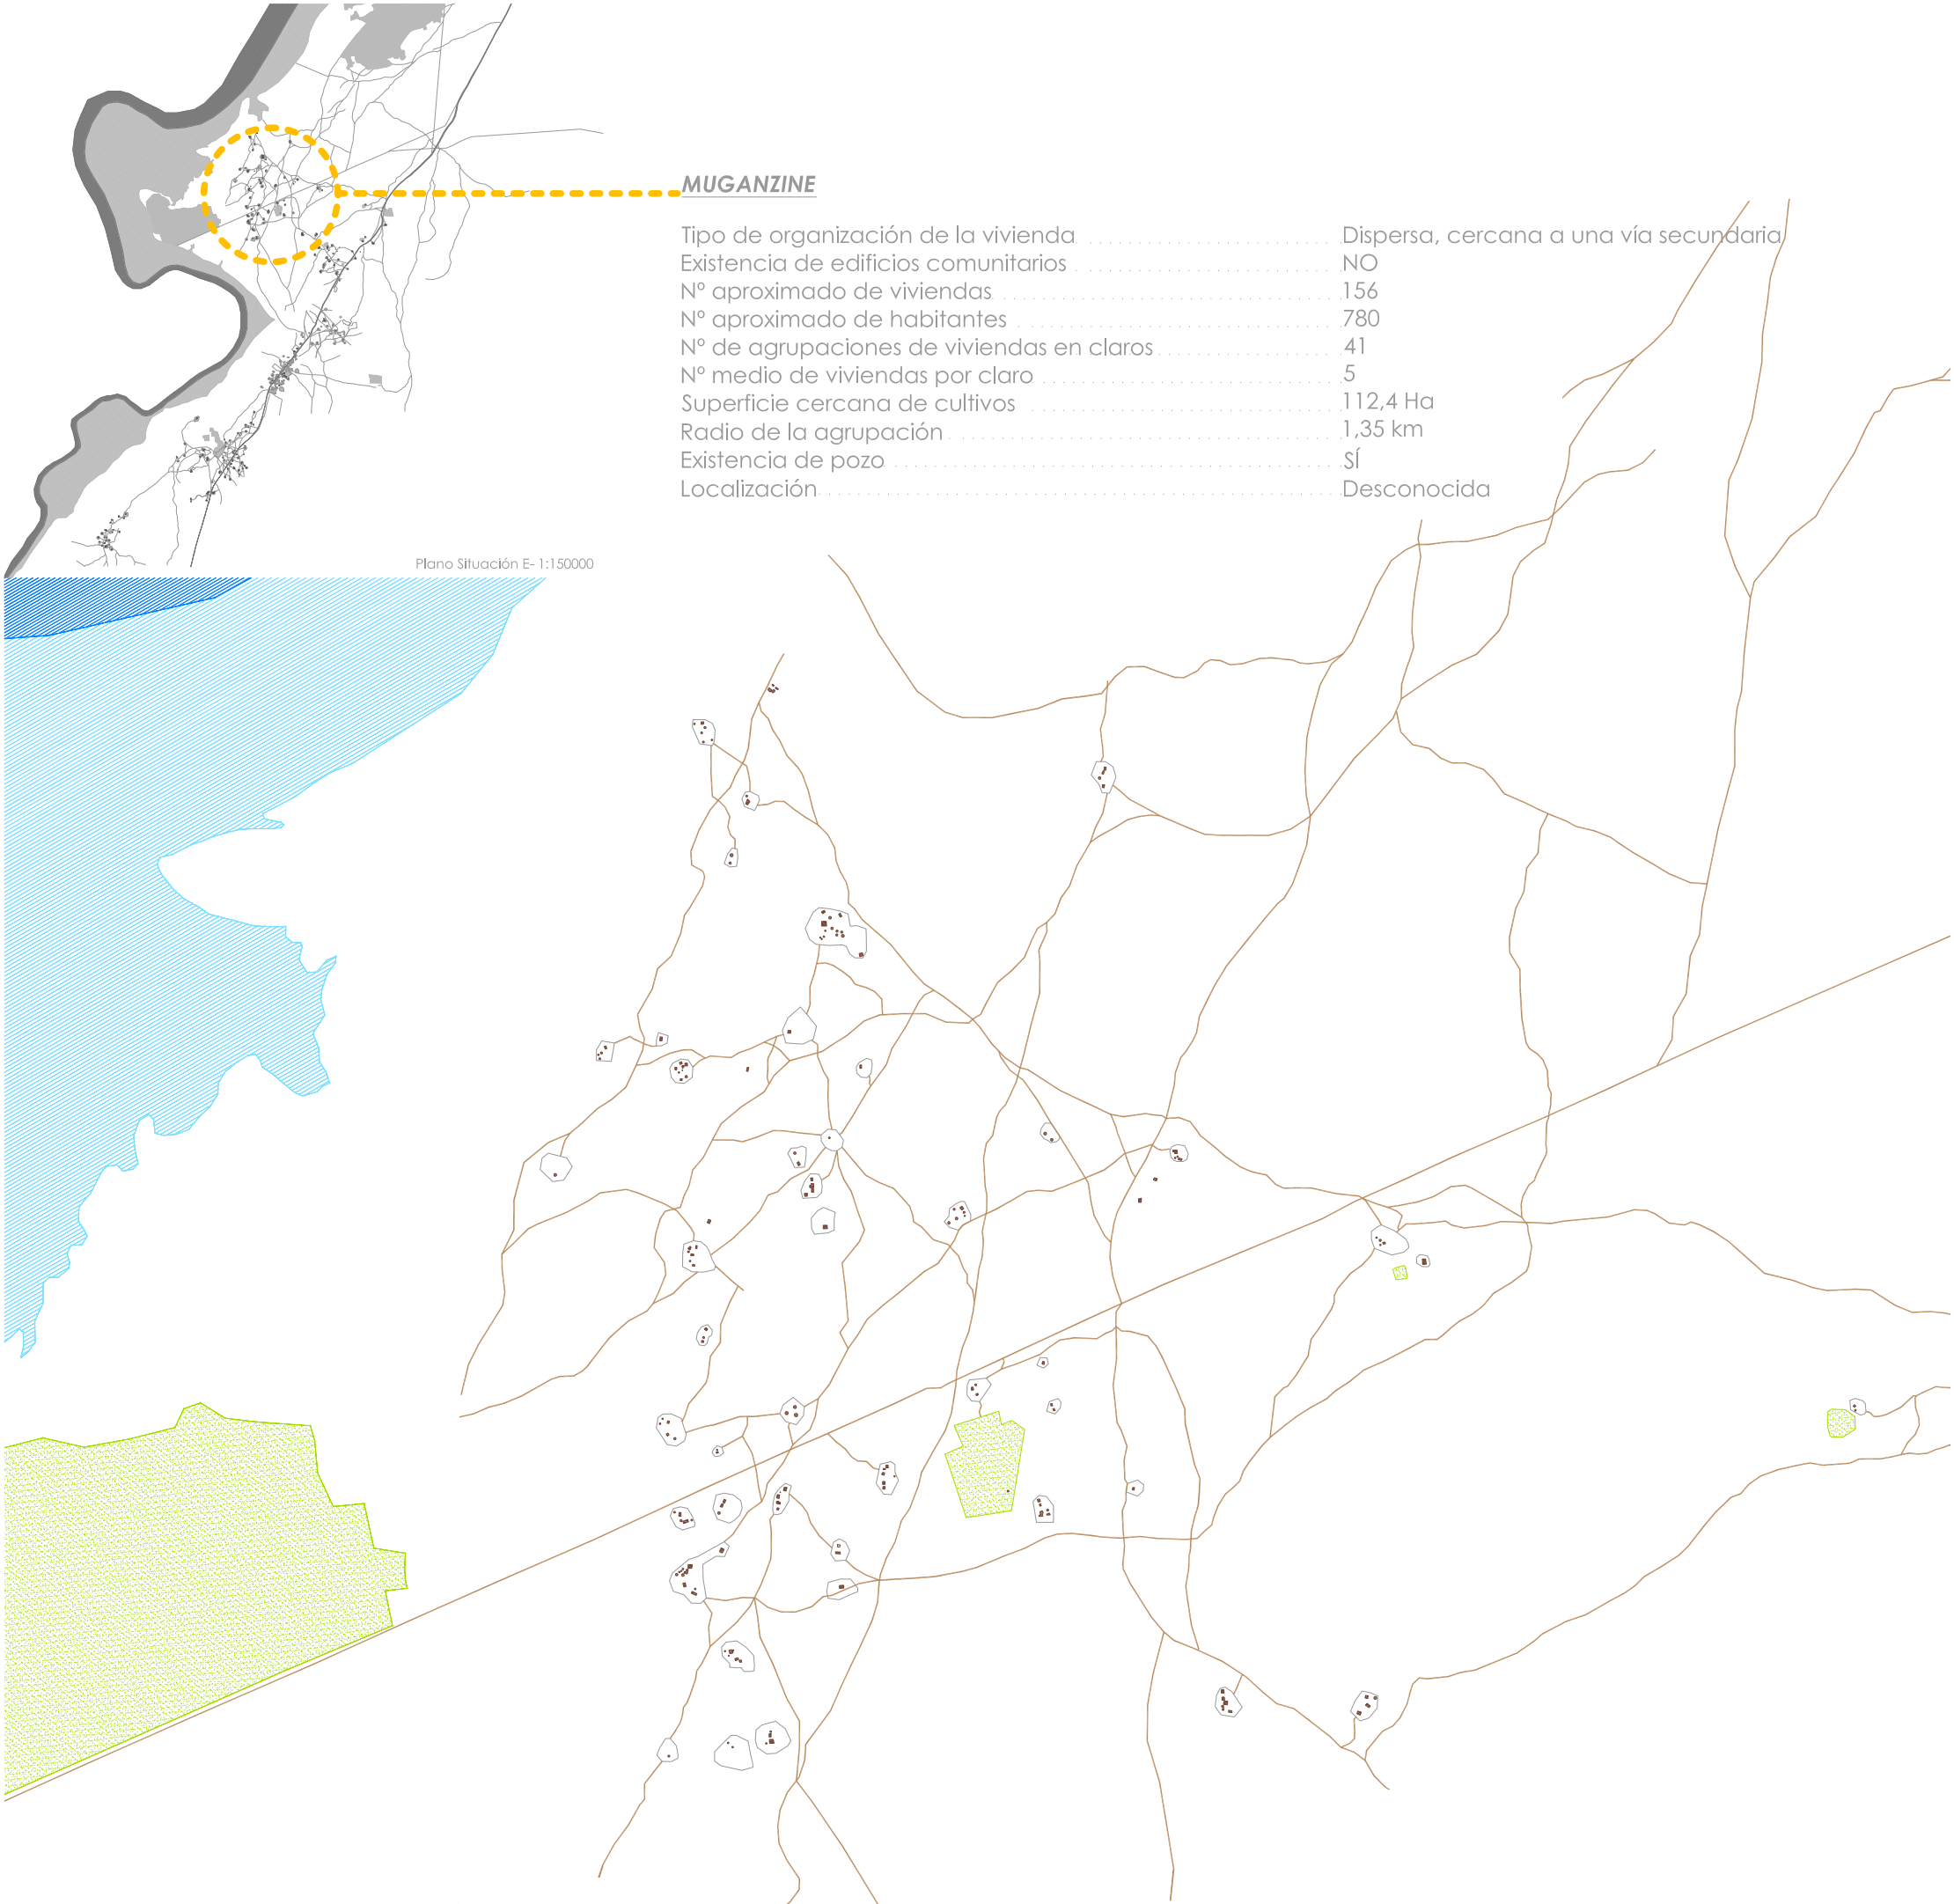 MUGANZINE
Tipo de organización de la vivienda Dispersa, cercana a una vía secundaria
Existencia de edificios comunitarios NO
Nº aproximado de viviendas 156
Nº aproximado de habitantes 780
Nº de agrupaciones de viviendas en claros 41
Nº medio de viviendas por claro 5
Superficie cercana de cultivos 112,4 Ha
Radio de la agrupación 1,35 km
Existencia de pozo SÍ
Localización Desconocida
Plano Situación E- 1:150000